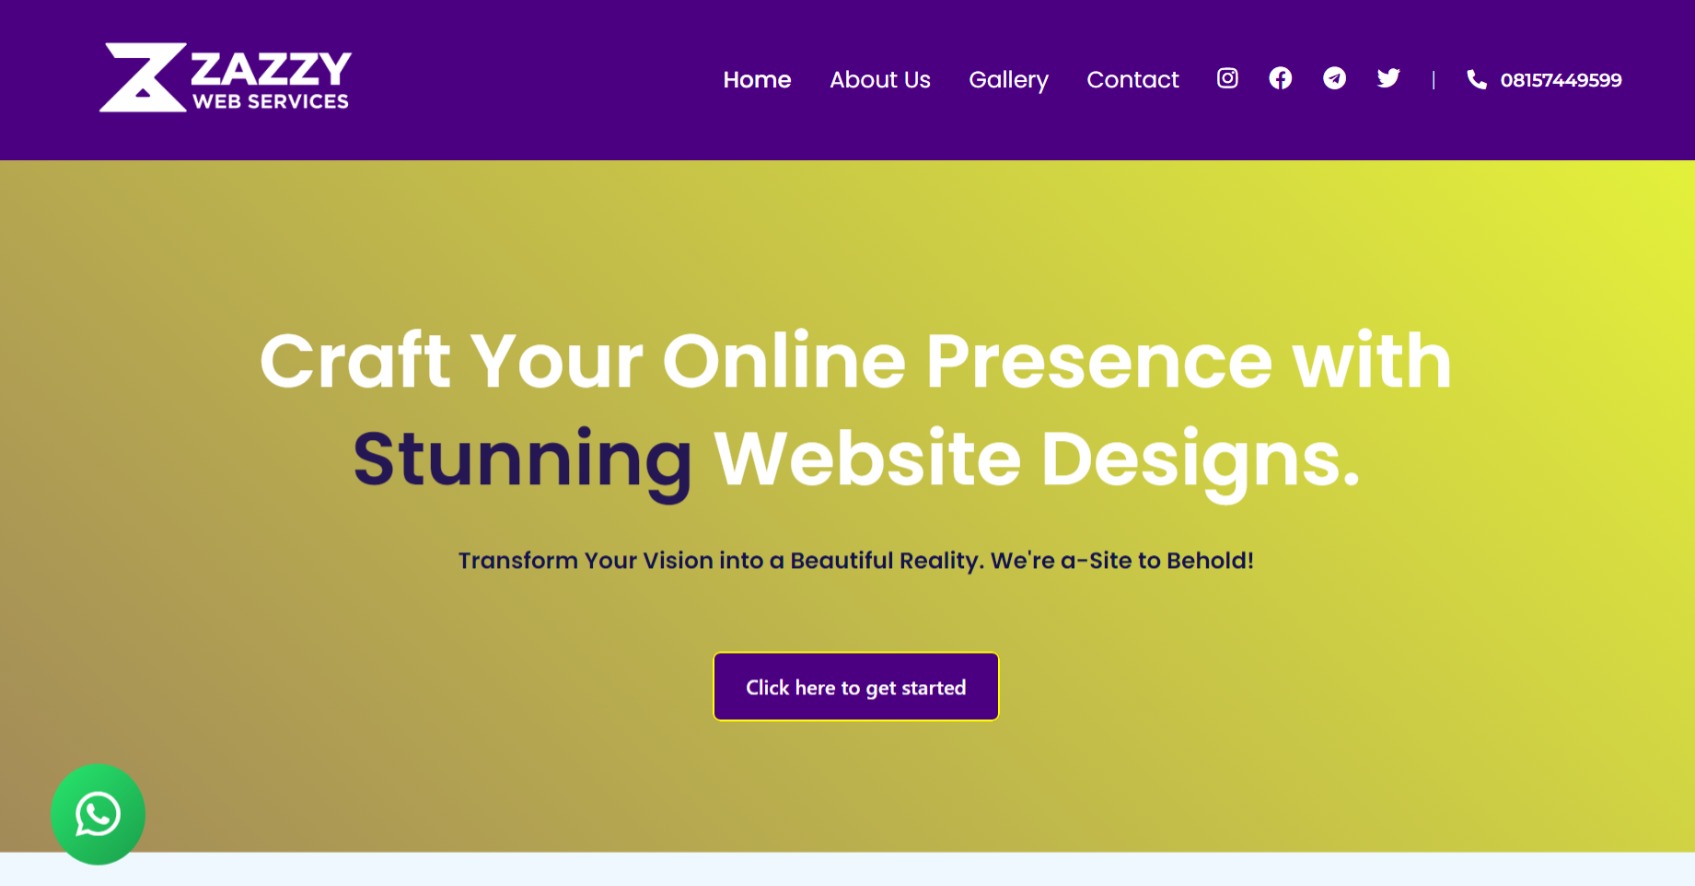 ZAZZY
WEB SERVICES
Home About Us Gallery Contact | 08157449599
Craft Your Online Presence with
Stunning Website Designs.
Transform Your Vision into a Beautiful Reality. We're a-Site to Behold!
Click here to get started